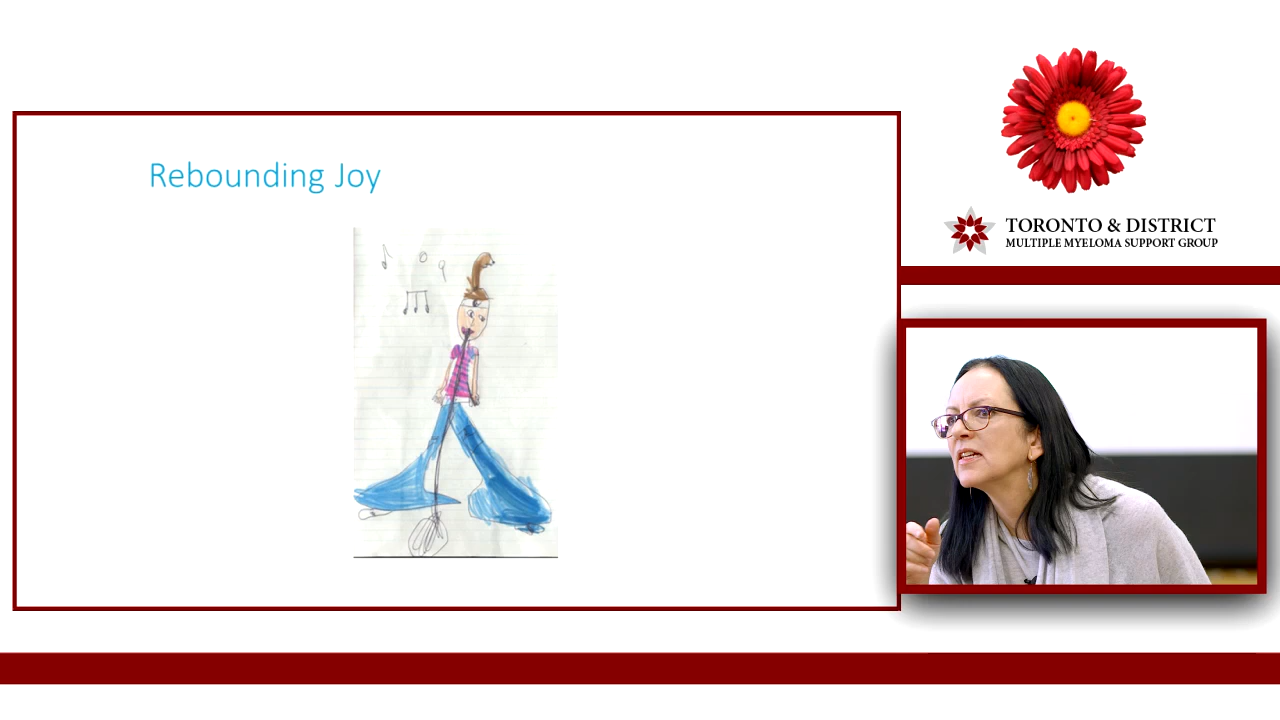 Rebounding Joy
TORONTO & DISTRICT
MULTIPLE MYELOMA SUPPORT GROUP